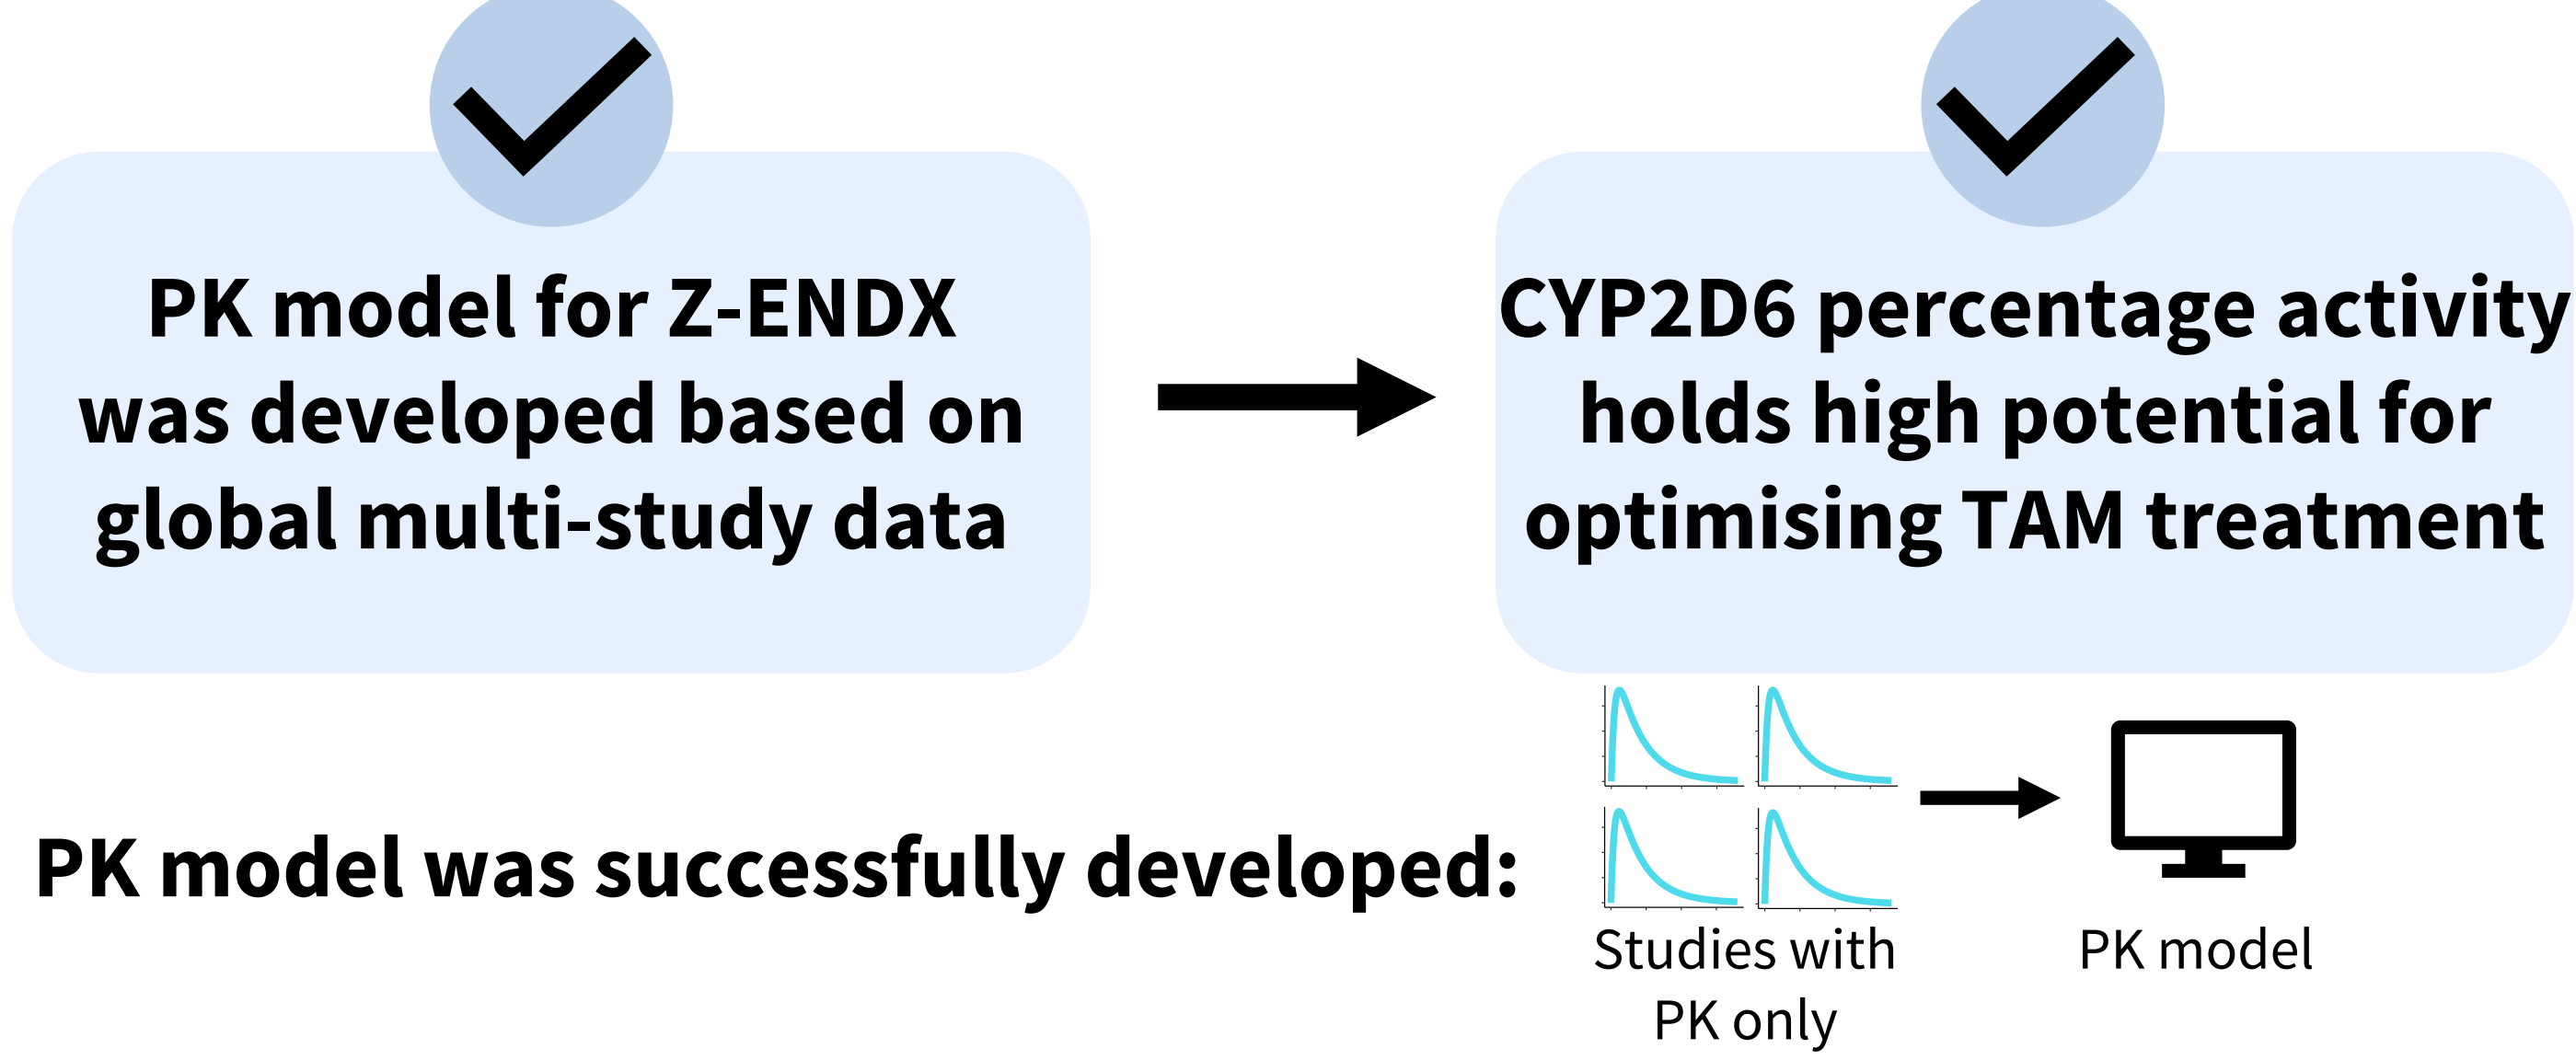 PK model for Z-ENDX
was developed based on
global multi-study data
CYP2D6 percentage activity
holds high potential for
optimising TAM treatment
PK model was successfully developed:
Studies with
PK only
PK model